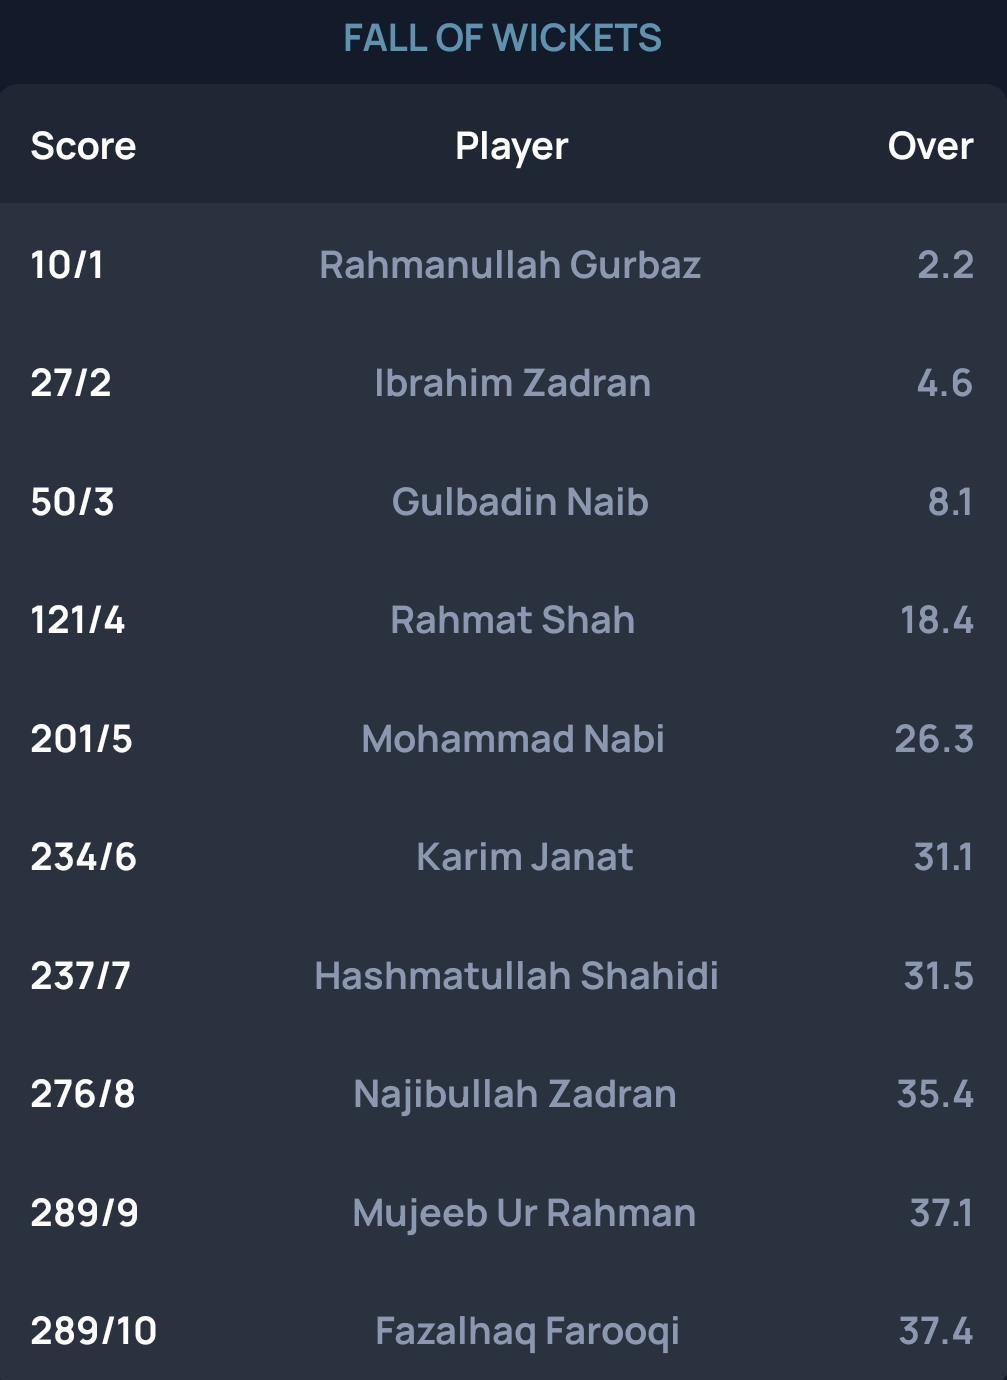 FALL OF WICKETS
Score Player Over
10/1 Rahmanullah Gurbaz 2.2
27/2 Ibrahim Zadran 4.6
50/3 Gulbadin Naib 8.1
121/4 Rahmat Shah 18.4
201/5 Mohammad Nabi 26.3
234/6 Karim Janat 31.1
237/7 Hashmatullah Shahidi 31.5
276/8 Najibullah Zadran 35.4
289/9 Mujeeb Ur Rahman 37.1
289/10 Fazalhaq Farooqi 37.4